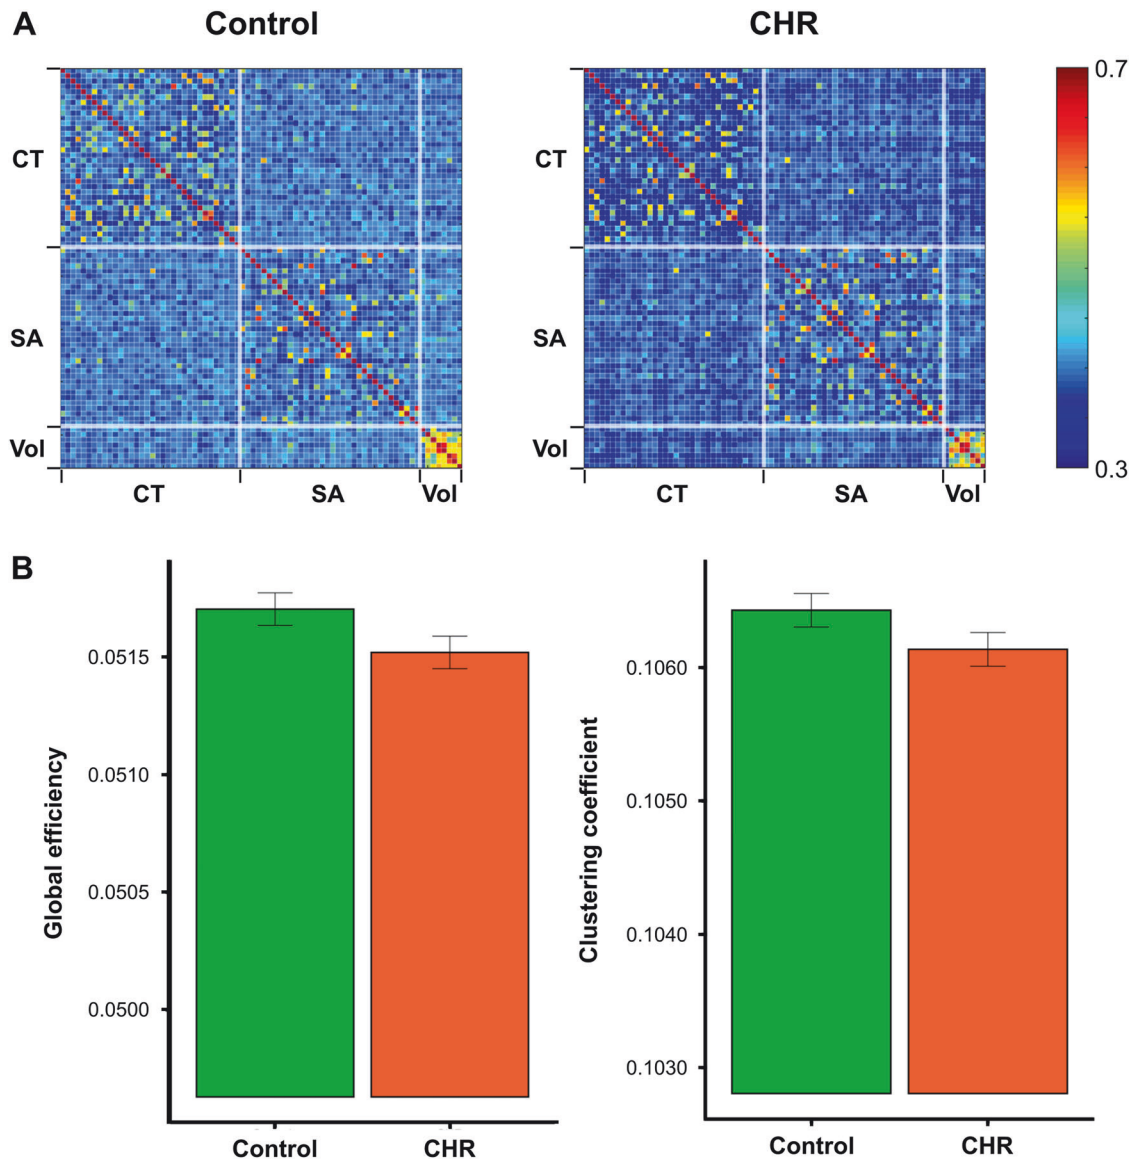 A Control CHR
0.7
CT CT
SA SA
Vol Vol
0.3
CT SA Vol CT SA Vol
B
0.0515
0.0510
0.0505
0.0500
Global efficiency
Control CHR
0.1060
0.1050
0.1040
0.1030
Clustering coefficient
Control CHR